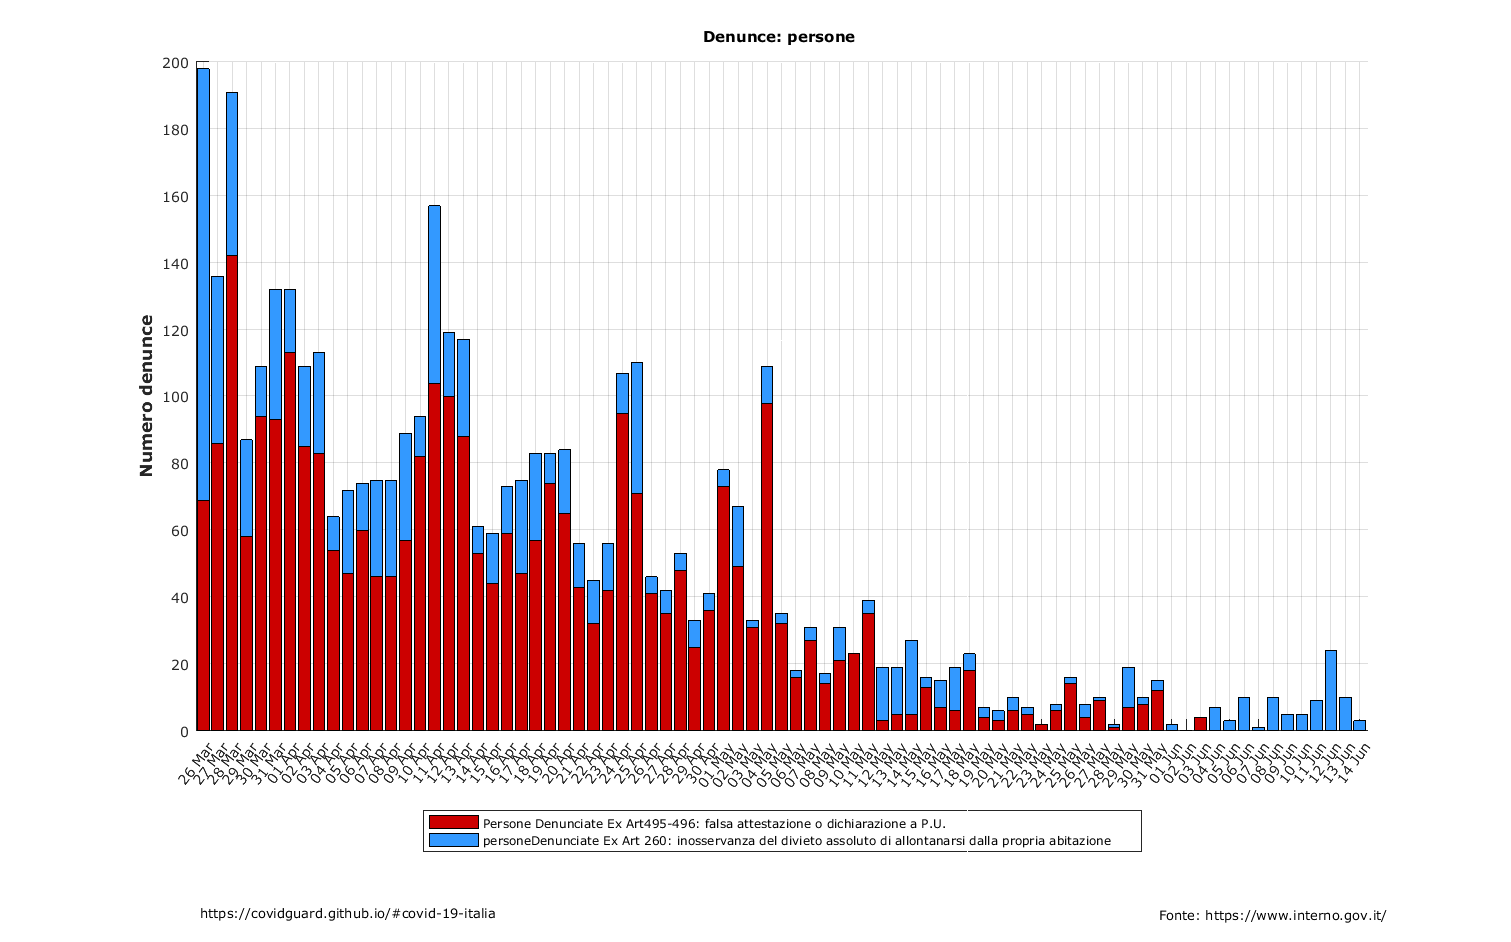 Denunce: persone
Numero denunce
200
180
160
140
120
100
80
60
40
20
0
26 Mar
27 Mar
28 Mar
29 Mar
30 Mar
31 Mar
01 Apr
02 Apr
03 Apr
04 Apr
05 Apr
06 Apr
07 Apr
08 Apr
09 Apr
10 Apr
11 Apr
12 Apr
13 Apr
14 Apr
15 Apr
16 Apr
17 Apr
18 Apr
19 Apr
20 Apr
21 Apr
22 Apr
23 Apr
24 Apr
25 Apr
26 Apr
27 Apr
28 Apr
29 Apr
30 Apr
01 May
02 May
03 May
04 May
05 May
06 May
07 May
08 May
09 May
10 May
11 May
12 May
13 May
14 May
15 May
16 May
17 May
18 May
19 May
20 May
21 May
22 May
23 May
24 May
25 May
26 May
27 May
28 May
29 May
30 May
31 May
01 Jun
02 Jun
03 Jun
04 Jun
05 Jun
06 Jun
07 Jun
08 Jun
09 Jun
10 Jun
11 Jun
12 Jun
13 Jun
14 Jun
Persone Denunciate Ex Art495-496: falsa attestazione o dichiarazione a P.U.
personeDenunciate Ex Art 260: inosservanza del divieto assoluto di allontanarsi dalla propria abitazione
https://covidguard.github.io/#covid-19-italia
Fonte: https://www.interno.gov.it/